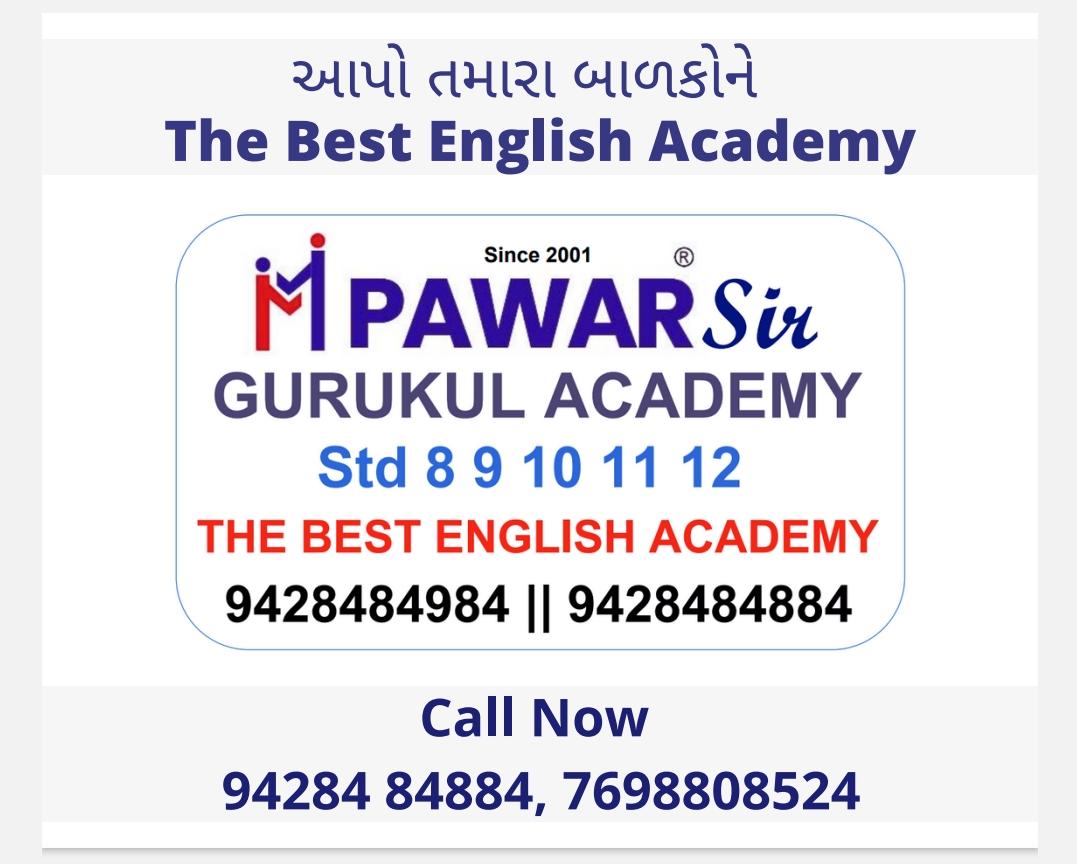 આપો તમારા બાળકોને
The Best English Academy
Since 2001 ®
PAWAR Sir
GURUKUL ACADEMY
Std 8 9 10 11 12
THE BEST ENGLISH ACADEMY
9428484984 || 9428484884
Call Now
94284 84884, 7698808524